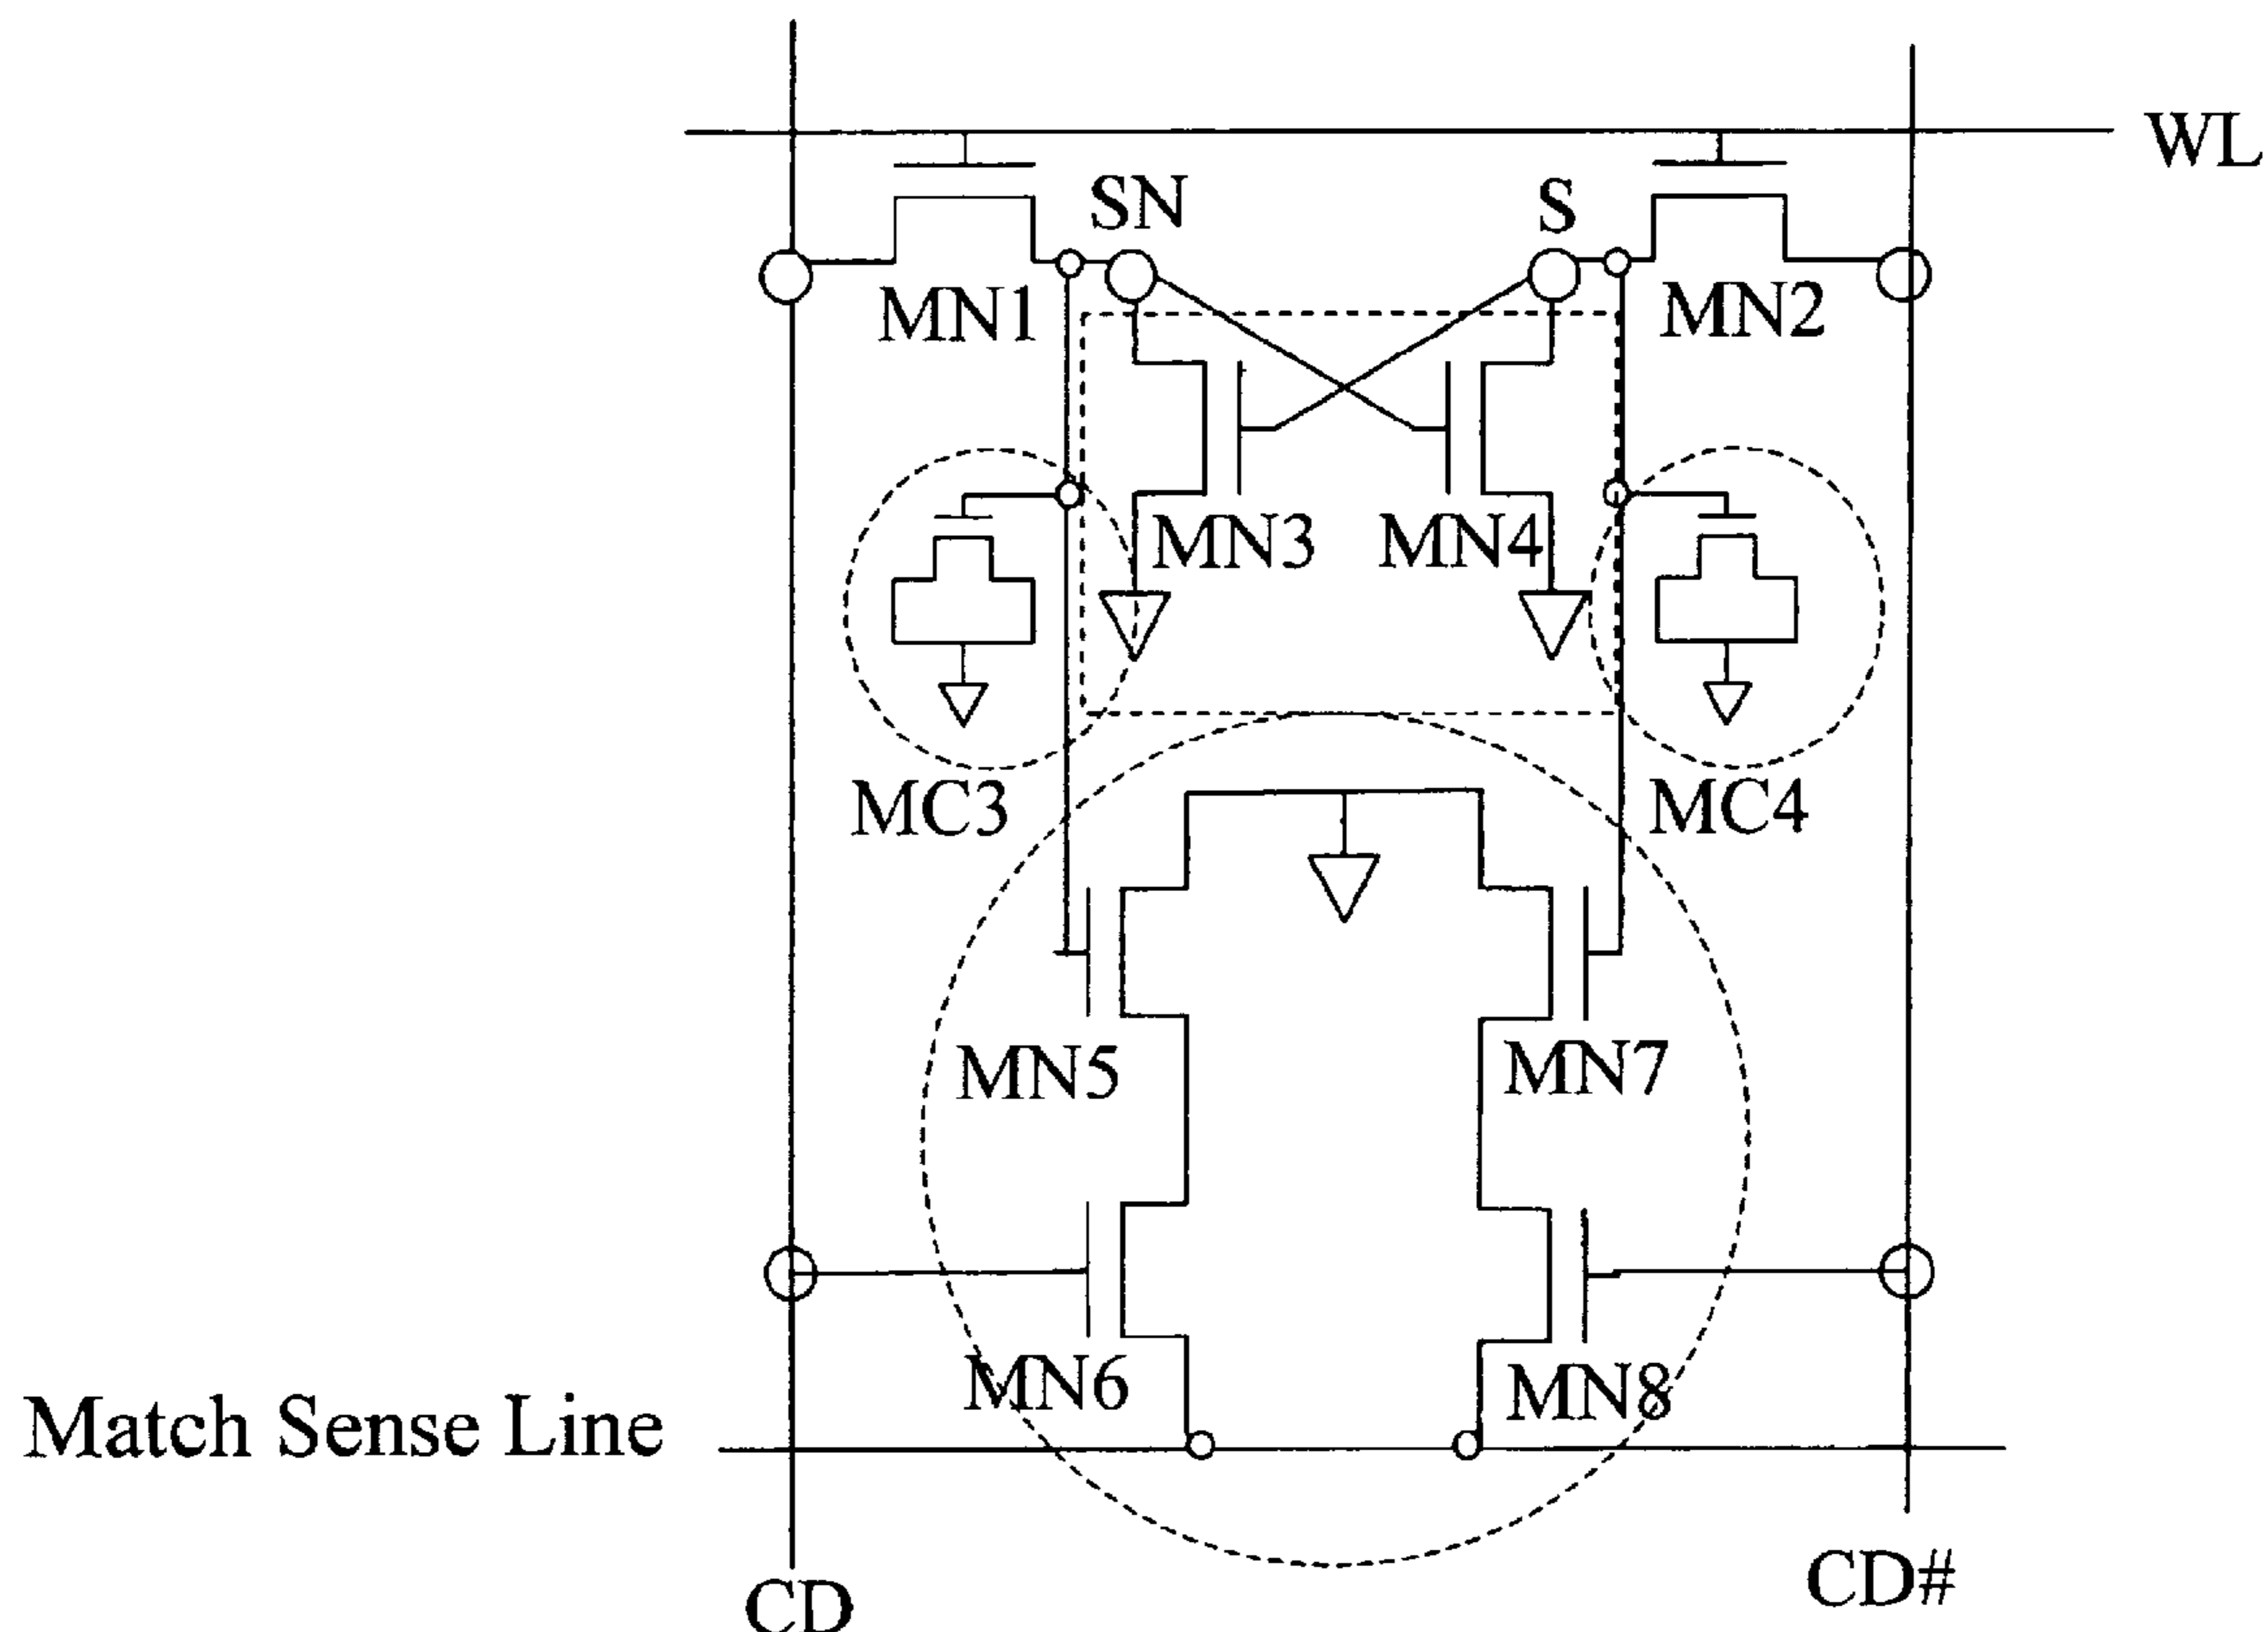 WL
SN
S
MN1
MN2
MN3
MN4
MC3
MC4
MN5
MN7
MN6
MN8
Match Sense Line
CD
CD#